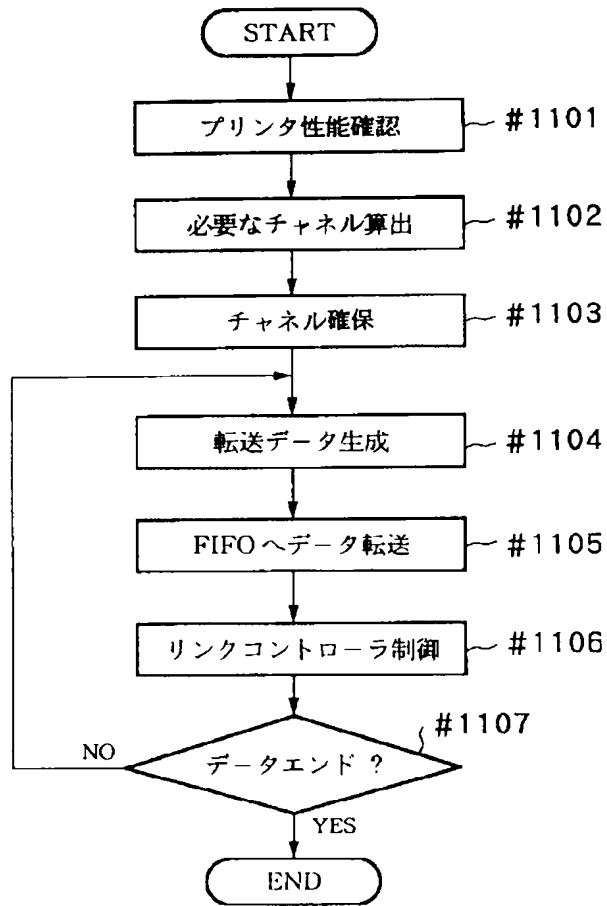 START
プリンタ性能確認
#1101
必要なチャネル算出
#1102
チャネル確保
#1103
転送データ生成
#1104
FIFOへデータ転送
#1105
リンクコントローラ制御
#1106
#1107
データエンド ?
NO
YES
END